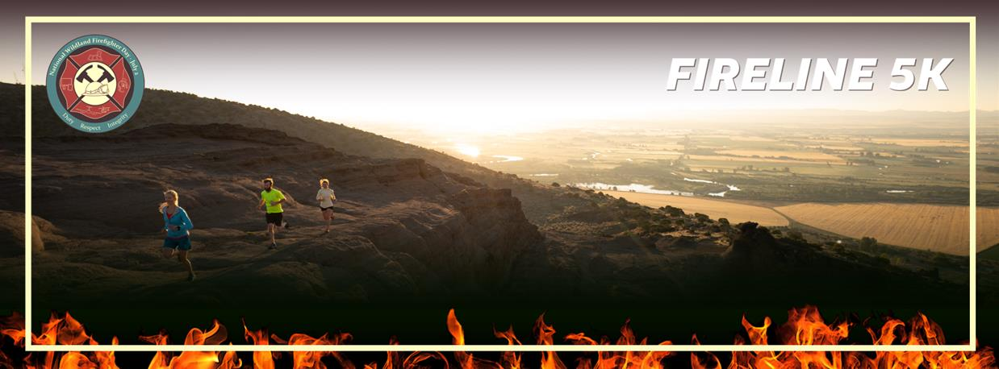 National Wildland Firefighter Day - July 2
Duty Respect Integrity
FIRELINE 5K